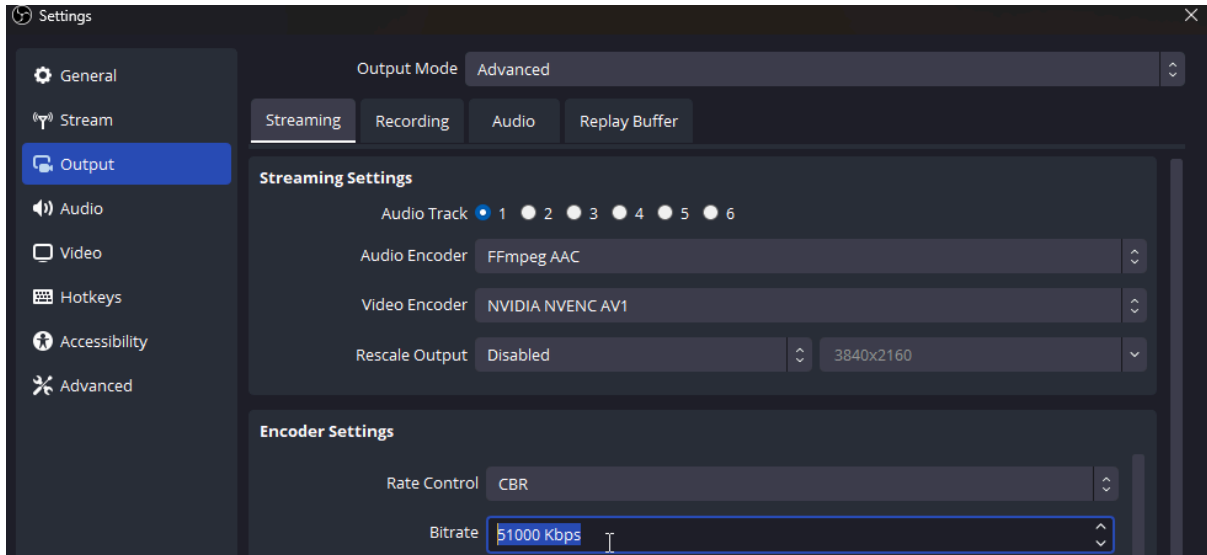 Settings
General
Stream
Output
Audio
Video
Hotkeys
Accessibility
Advanced
Output Mode Advanced
Streaming Recording Audio Replay Buffer
Streaming Settings
Audio Track 1 2 3 4 5 6
Audio Encoder FFmpeg AAC
Video Encoder NVIDIA NVENC AV1
Rescale Output Disabled 3840x2160
Encoder Settings
Rate Control CBR
Bitrate 51000 Kbps